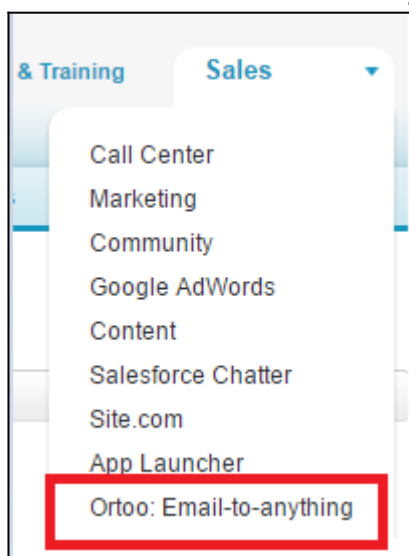 & Training
Sales
Call Center
Marketing
Community
Google AdWords
Content
Salesforce Chatter
Site.com
App Launcher
Ortoo: Email-to-anything